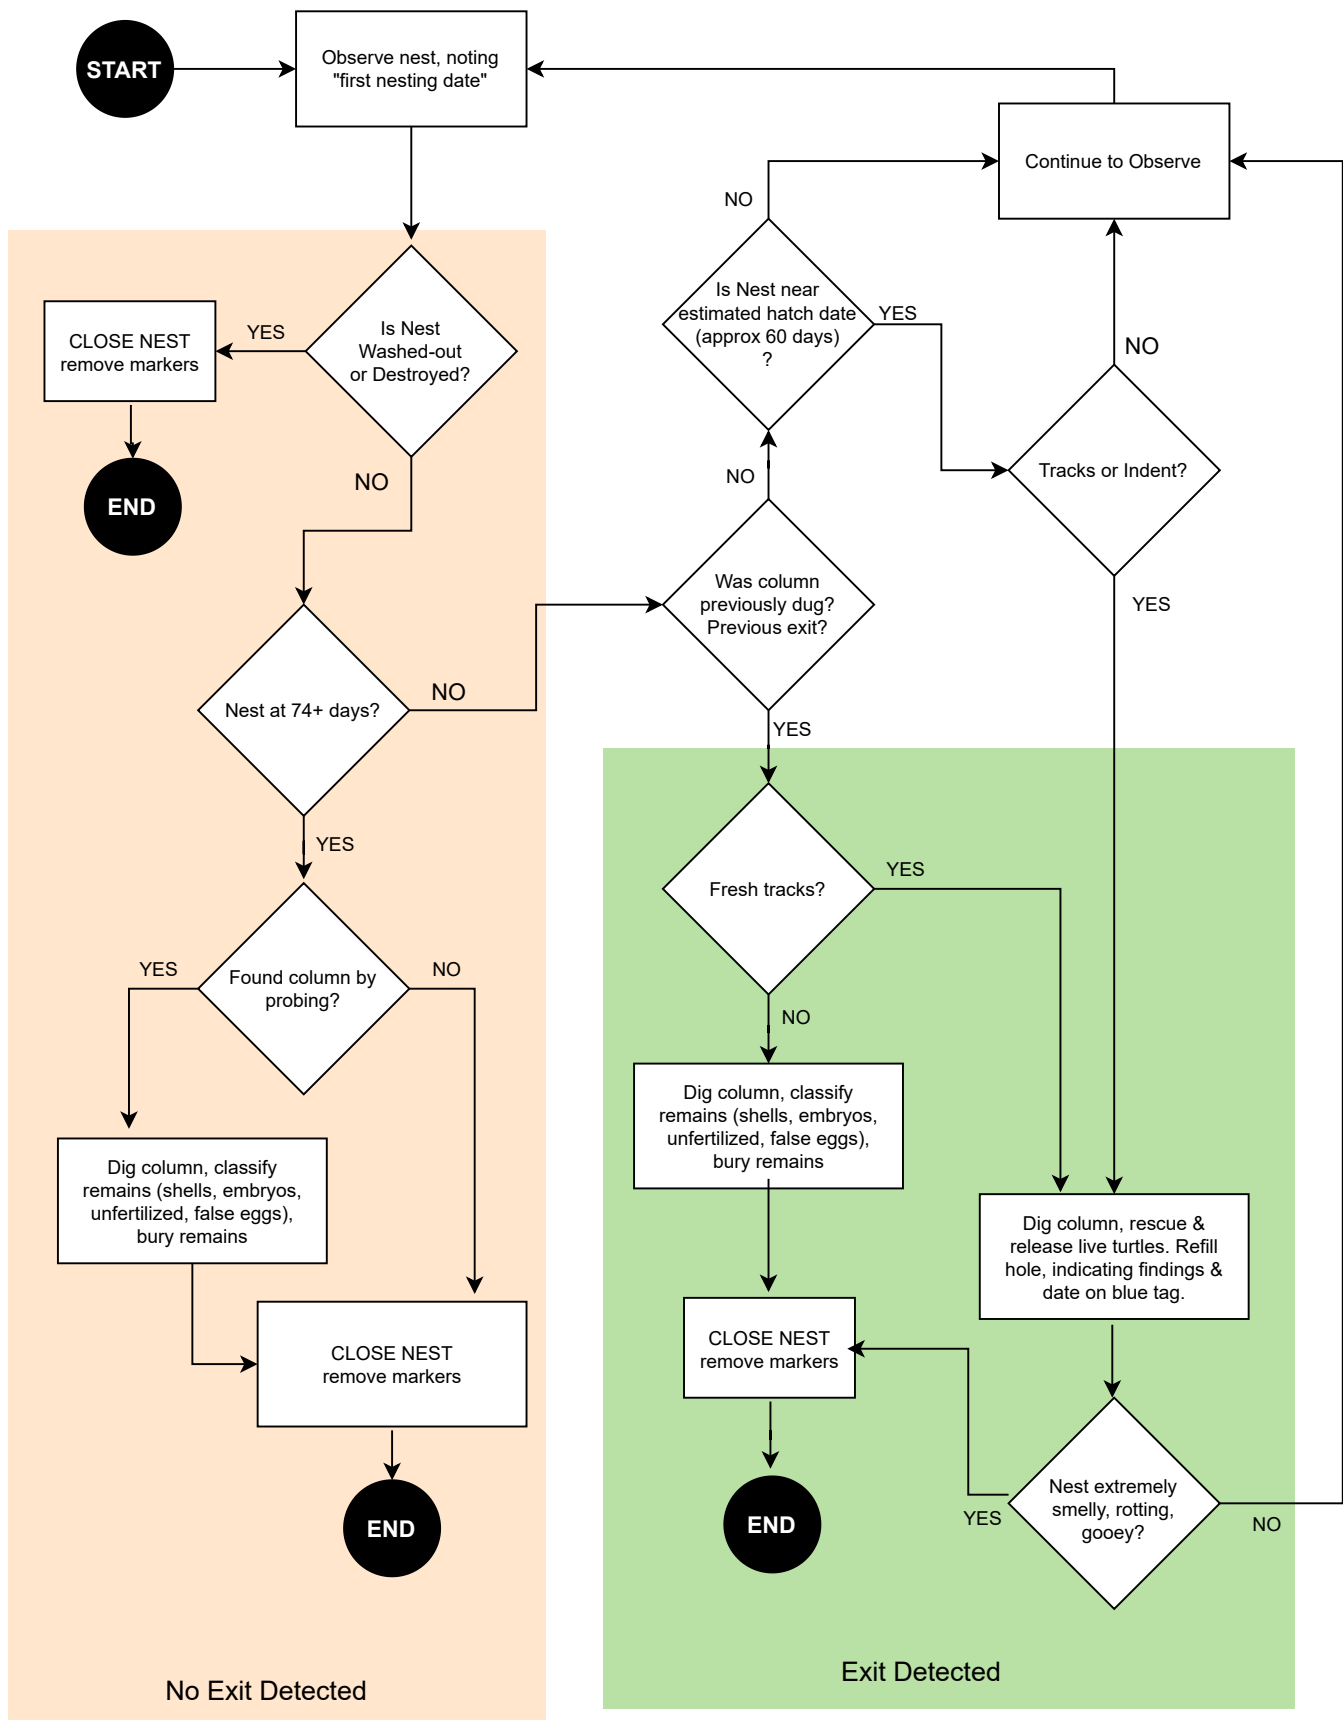 START
Observe nest, noting
"first nesting date"
Continue to Observe
NO
Is Nest near
estimated hatch date
(approx 60 days)
?
YES
CLOSE NEST
remove markers
YES
Is Nest
Washed-out
or Destroyed?
NO
END
NO
Tracks or Indent?
YES
NO
Was column
previously dug?
Previous exit?
YES
Nest at 74+ days?
NO
YES
Fresh tracks?
YES
NO
Found column by
probing?
YES
NO
Dig column, classify
remains (shells, embryos,
unfertilized, false eggs),
bury remains
Dig column, classify
remains (shells, embryos,
unfertilized, false eggs),
bury remains
Dig column, rescue &
release live turtles. Refill
hole, indicating findings &
date on blue tag.
CLOSE NEST
remove markers
CLOSE NEST
remove markers
END
END
Nest extremely
smelly, rotting,
gooey?
YES
NO
No Exit Detected
Exit Detected